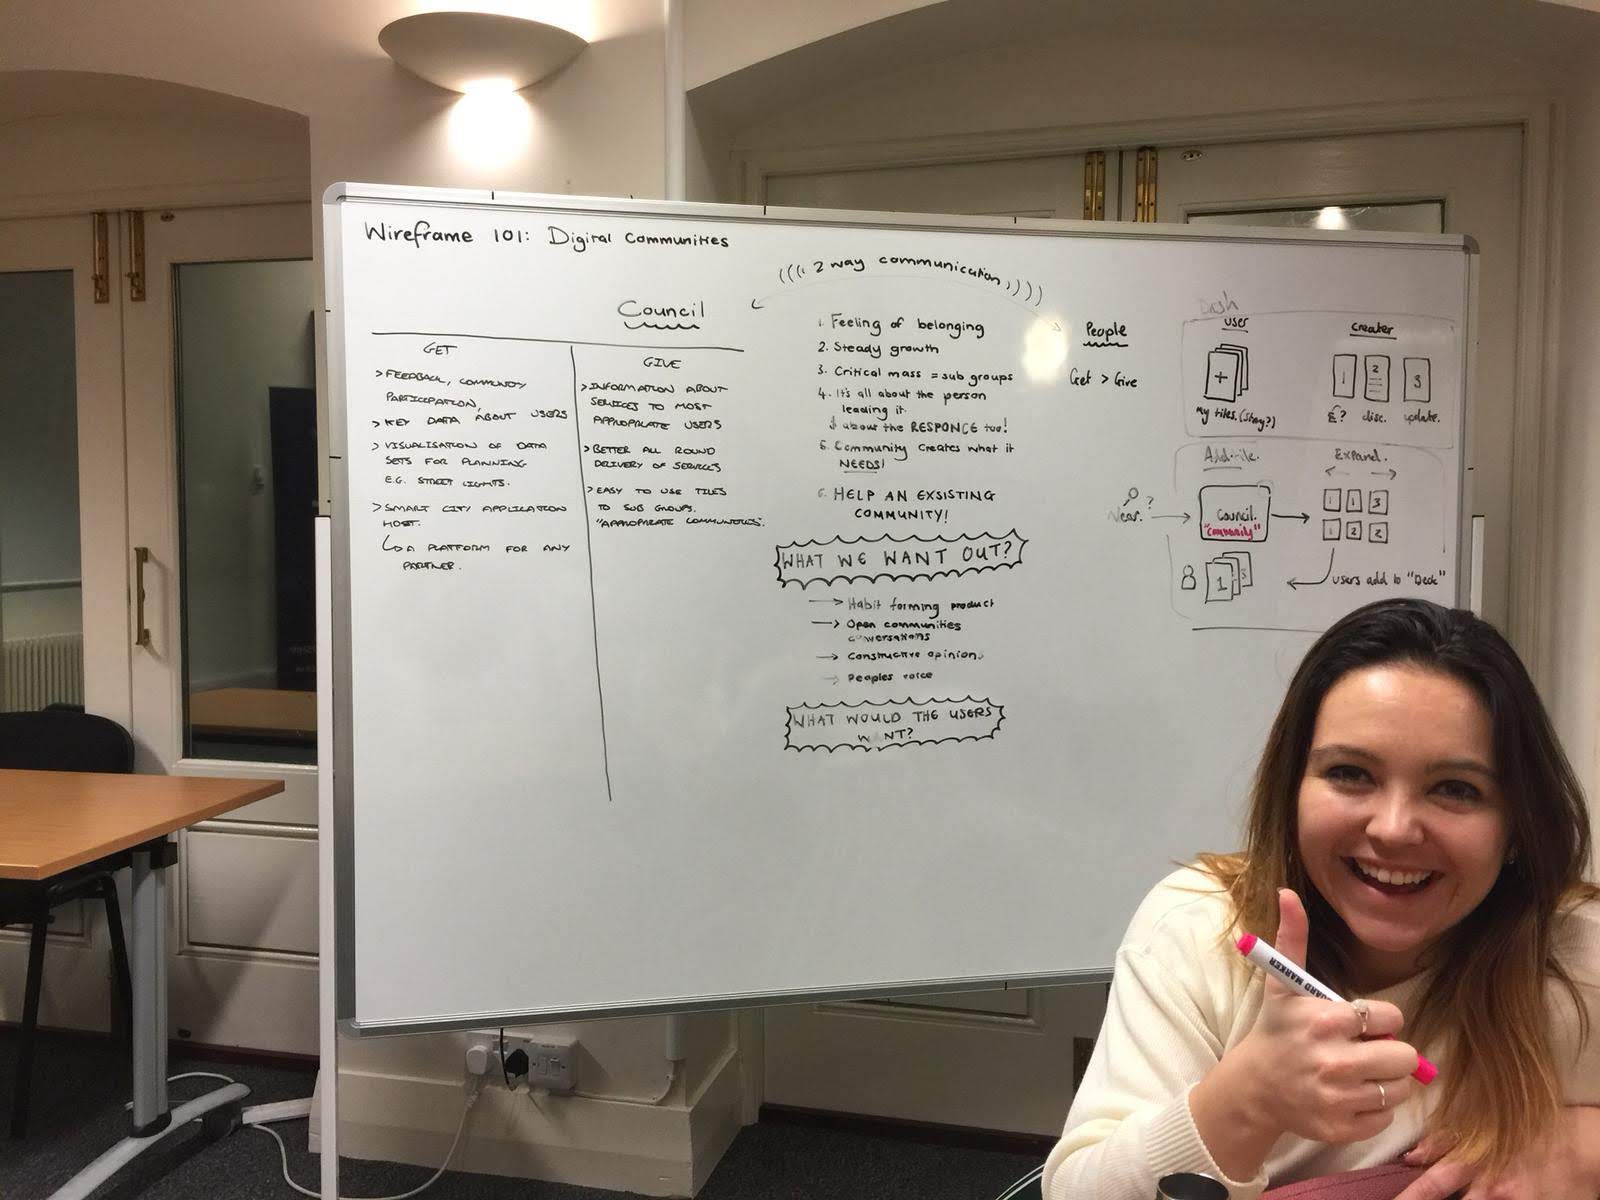 Wireframe 101: Digital Communities
(((. 2 way communication.))))
Council
GET
> FEEDBACK, COMMUNITY
PARTICIPATION,
> KEY DATA ABOUT USERS
> VISUALISATION OF DATA
SETS FOR PLANNING
E.G. STREET LIGHTS.
> SMART CITY APPLICATION
HOST.
↳ A PLATFORM FOR ANY
PARTNER.
GIVE
> INFORMATION ABOUT
SERVICES TO MOST
APPROPRIATE USERS
> BETTER ALL ROUND
DELIVERY OF SERVICES
> EASY TO USE TILES
TO SUB GROUPS.
"APPROPRIATE COMMUNITIES".
1. Feeling of belonging
2. Steady growth
3. Critical mass = sub groups
4. It's all about the person
leading it.
↓ about the RESPONCE too!
5. Community creates what it
NEEDS!
6. HELP AN EXSISTING
COMMUNITY!
WHAT WE WANT OUT?
→ Habit forming product
→ Open communities
conversations
→ Constructive opinion.
→ Peoples voice
WHAT WOULD THE USERS
WANT?
People
Get > Give
Dash
user
+
My tiles. (Story?)
creater
1 2 3
£? disc. update.
Add tile.
Expand.
Near.?
Council.
"community"
1 1 3
1 2 2
1 3
users add to "Deck"
BOARD MARKER